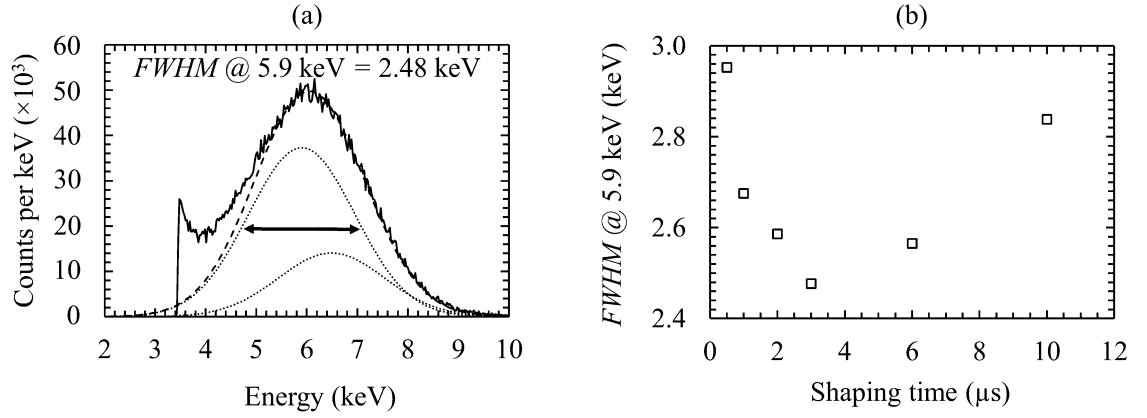 (a)
FWHM @ 5.9 keV = 2.48 keV
Counts per keV (×10³)
60
50
40
30
20
10
0
2 3 4 5 6 7 8 9 10
Energy (keV)
(b)
FWHM @ 5.9 keV (keV)
3.0
2.8
2.6
2.4
0 2 4 6 8 10 12
Shaping time (µs)